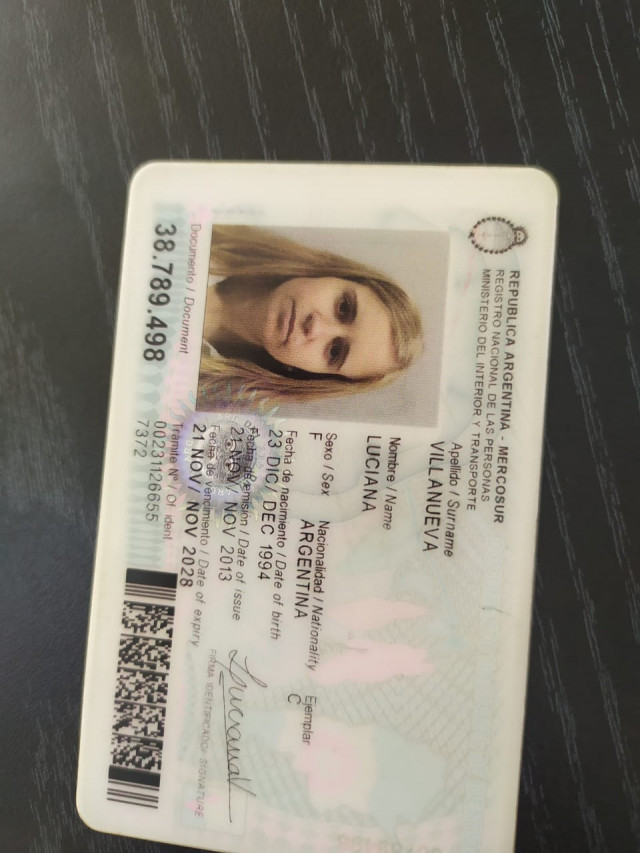 REPUBLICA ARGENTINA - MERCOSUR
REGISTRO NACIONAL DE LAS PERSONAS
MINISTERIO DEL INTERIOR Y TRANSPORTE
Apellido / Surname
VILLANUEVA
Nombre / Name
LUCIANA
Sexo / Sex Nacionalidad / Nationality Ejemplar
F ARGENTINA C
Fecha de nacimiento / Date of birth
23 DIC/ DEC 1994
Fecha de emisión / Date of issue
21 NOV/ NOV 2013
Fecha de vencimiento / Date of expiry
21 NOV/ NOV 2028
FIRMA IDENTIFICADO/ SIGNATURE
Documento / Document
38.789.498
Trámite Nº / Of. ident.
00231126655
7372